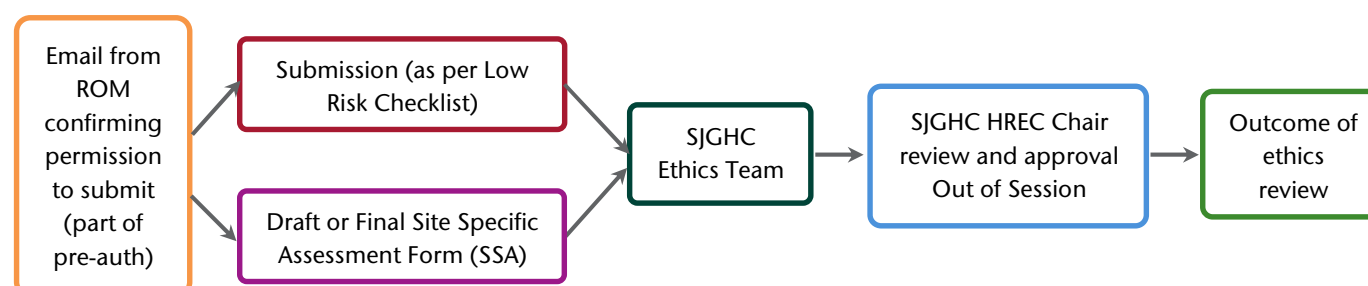 Email from
ROM
confirming
permission
to submit
(part of
pre-auth)
Submission (as per Low
Risk Checklist)
Draft or Final Site Specific
Assessment Form (SSA)
SJGHC
Ethics Team
SJGHC HREC Chair
review and approval
Out of Session
Outcome of
ethics
review